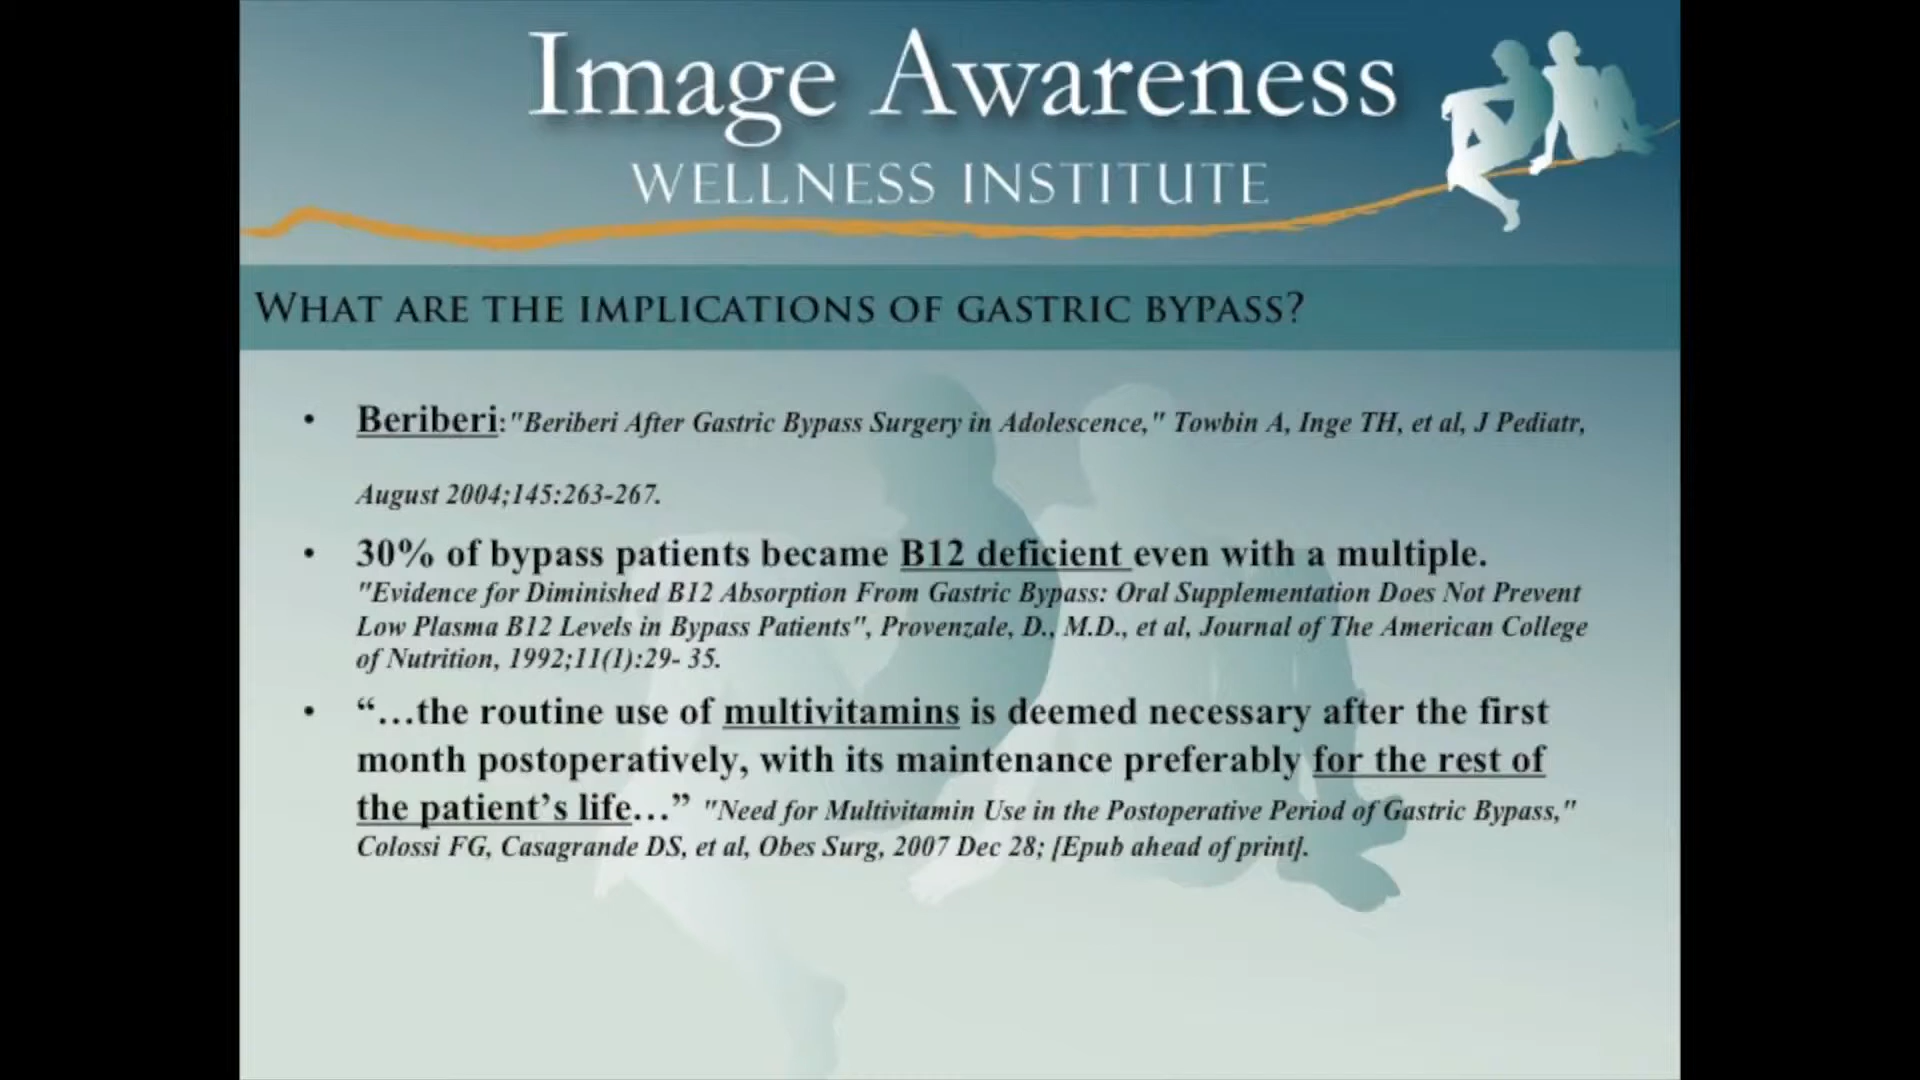 Image Awareness
WELLNESS INSTITUTE
WHAT ARE THE IMPLICATIONS OF GASTRIC BYPASS?
• Beriberi: "Beriberi After Gastric Bypass Surgery in Adolescence," Towbin A, Inge TH, et al, J Pediatr,
August 2004;145:263-267.
• 30% of bypass patients became B12 deficient even with a multiple.
"Evidence for Diminished B12 Absorption From Gastric Bypass: Oral Supplementation Does Not Prevent
Low Plasma B12 Levels in Bypass Patients", Provenzale, D., M.D., et al, Journal of The American College
of Nutrition, 1992;11(1):29- 35.
• “…the routine use of multivitamins is deemed necessary after the first
month postoperatively, with its maintenance preferably for the rest of
the patient’s life…” "Need for Multivitamin Use in the Postoperative Period of Gastric Bypass,"
Colossi FG, Casagrande DS, et al, Obes Surg, 2007 Dec 28; [Epub ahead of print].